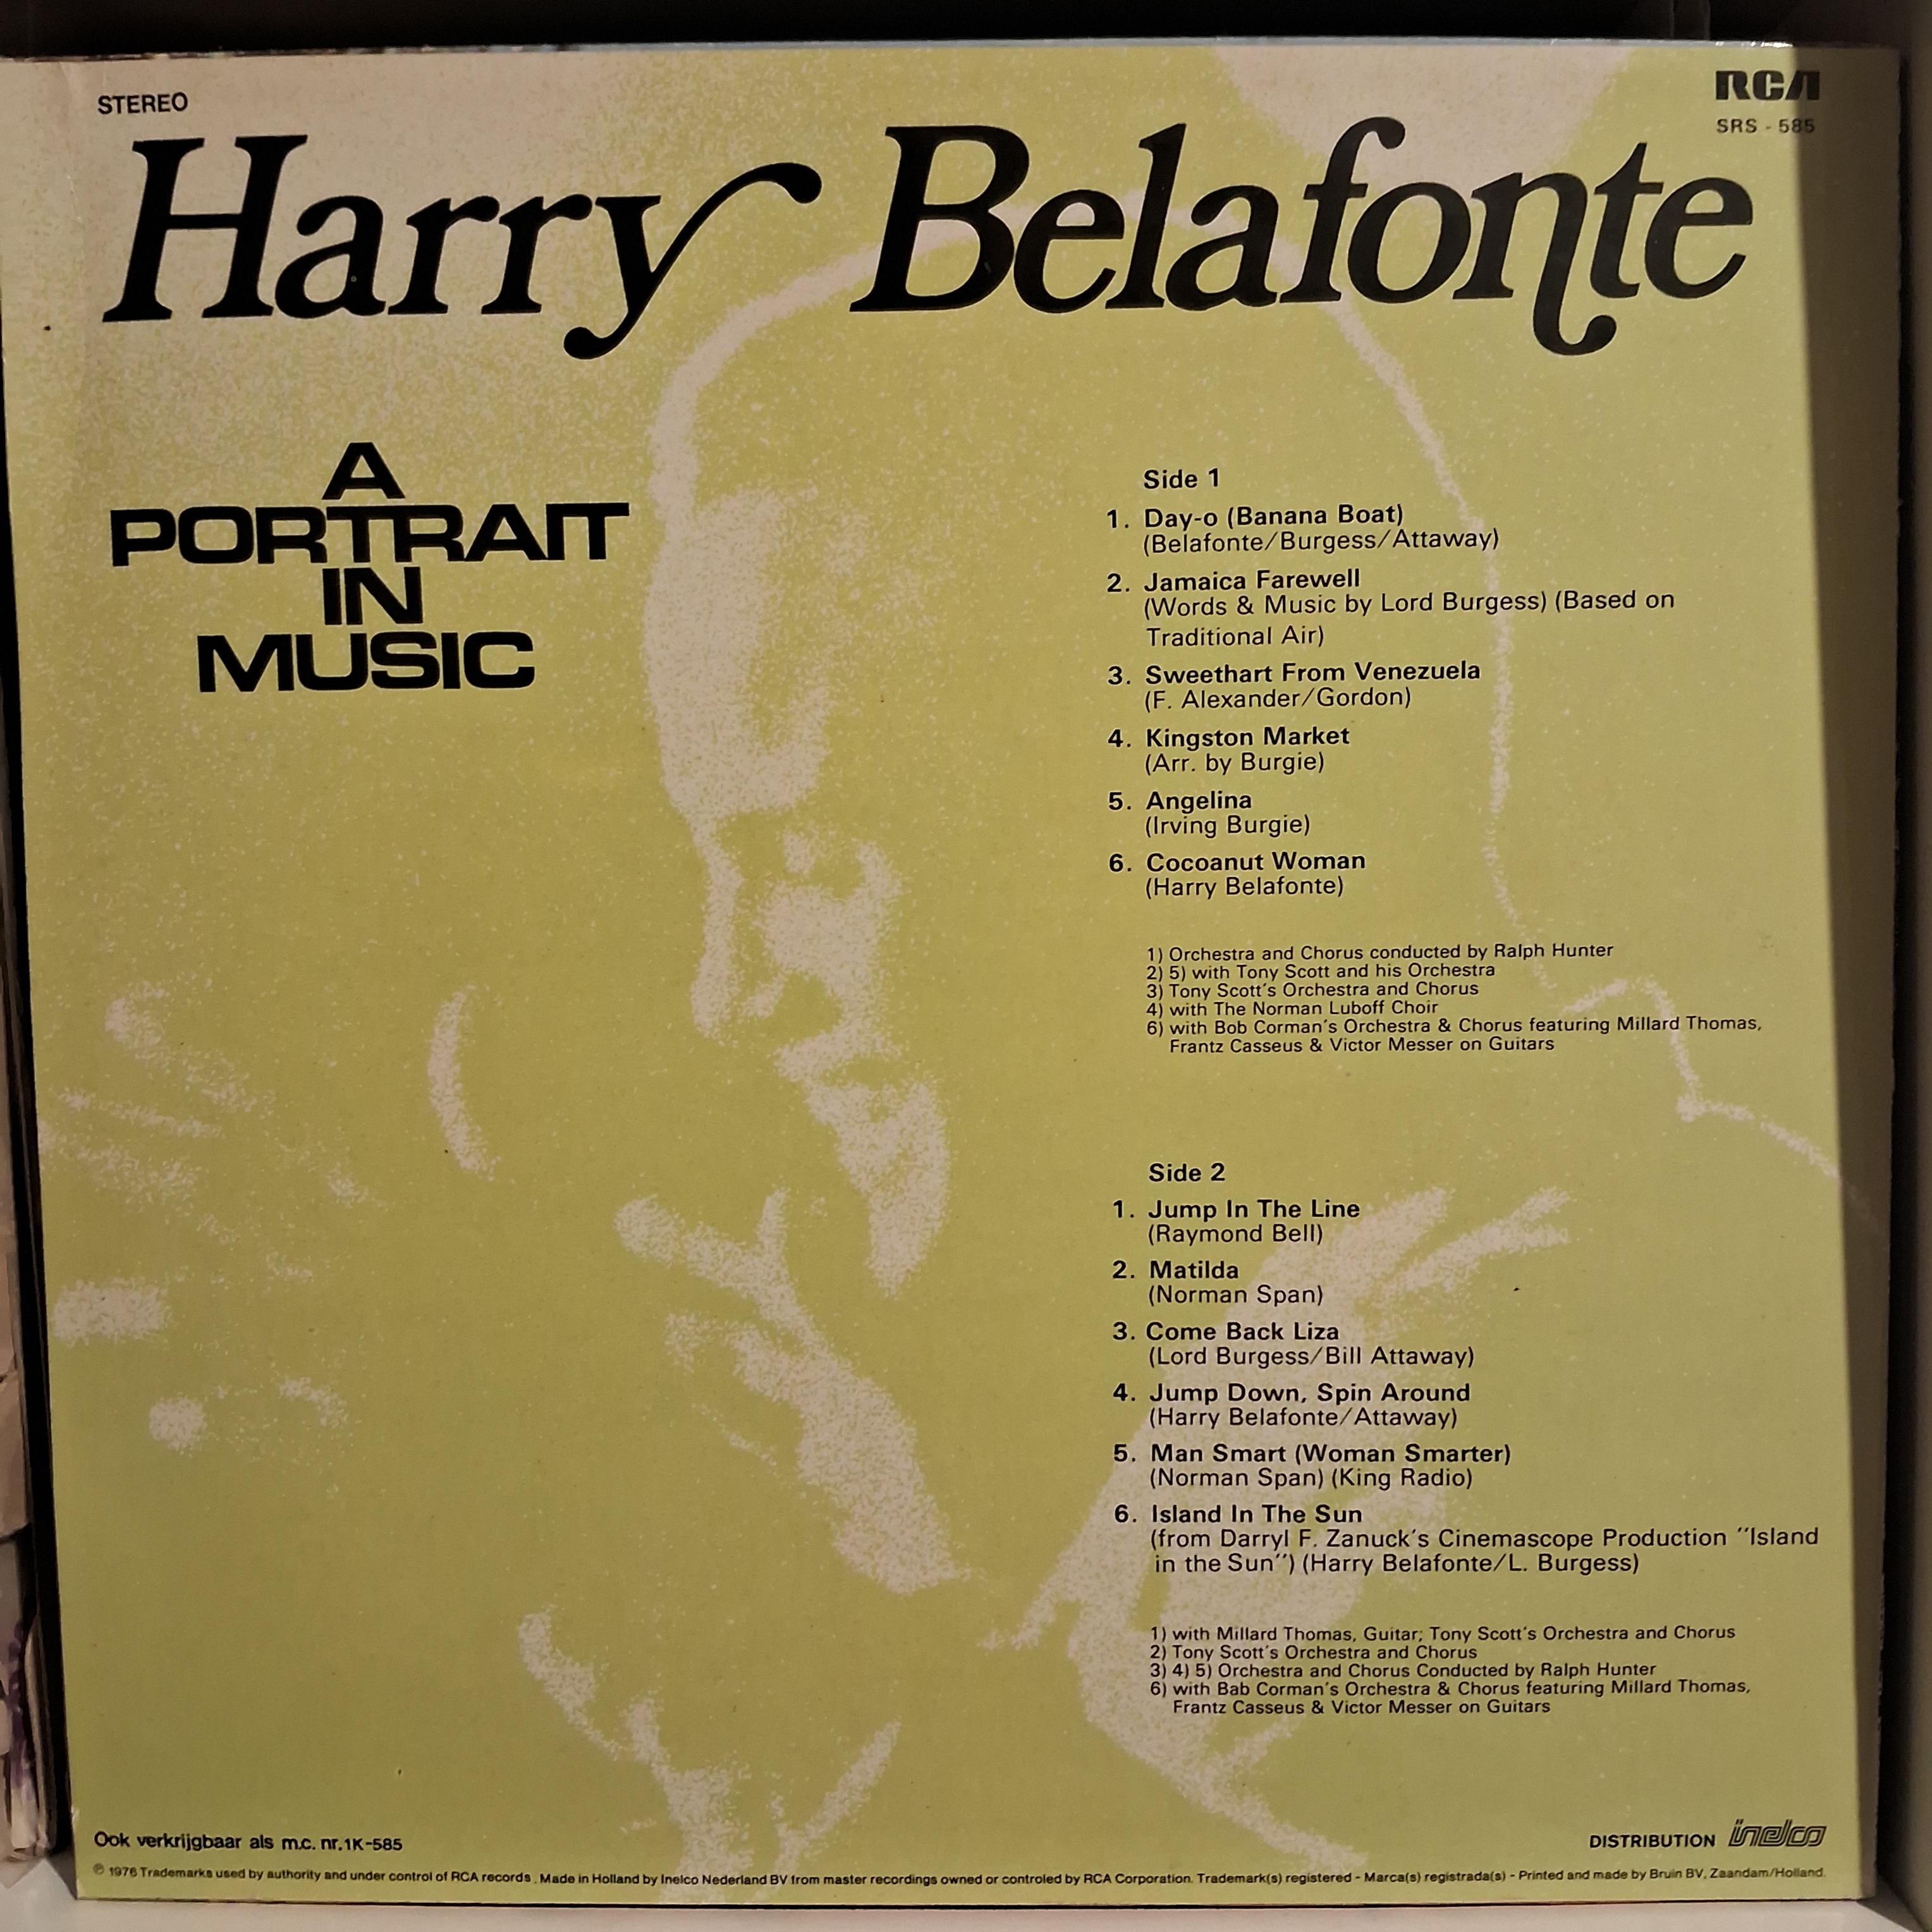 STEREO
RCA
SRS - 585
Harry Belafonte
A
PORTRAIT
IN
MUSIC
Side 1
1. Day-o (Banana Boat)
(Belafonte/Burgess/Attaway)
2. Jamaica Farewell
(Words & Music by Lord Burgess) (Based on
Traditional Air)
3. Sweethart From Venezuela
(F. Alexander/Gordon)
4. Kingston Market
(Arr. by Burgie)
5. Angelina
(Irving Burgie)
6. Cocoanut Woman
(Harry Belafonte)
1) Orchestra and Chorus conducted by Ralph Hunter
2) 5) with Tony Scott and his Orchestra
3) Tony Scott's Orchestra and Chorus
4) with The Norman Luboff Choir
6) with Bob Corman's Orchestra & Chorus featuring Millard Thomas,
Frantz Casseus & Victor Messer on Guitars
Side 2
1. Jump In The Line
(Raymond Bell)
2. Matilda
(Norman Span)
3. Come Back Liza
(Lord Burgess/Bill Attaway)
4. Jump Down, Spin Around
(Harry Belafonte/Attaway)
5. Man Smart (Woman Smarter)
(Norman Span) (King Radio)
6. Island In The Sun
(from Darryl F. Zanuck's Cinemascope Production ''Island
in the Sun'') (Harry Belafonte/L. Burgess)
1) with Millard Thomas, Guitar; Tony Scott's Orchestra and Chorus
2) Tony Scott's Orchestra and Chorus
3) 4) 5) Orchestra and Chorus Conducted by Ralph Hunter
6) with Bab Corman's Orchestra & Chorus featuring Millard Thomas,
Frantz Casseus & Victor Messer on Guitars
Ook verkrijgbaar als m.c. nr. 1K-585
DISTRIBUTION inelco
℗ 1976 Trademarks used by authority and under control of RCA records. Made in Holland by Inelco Nederland BV from master recordings owned or controled by RCA Corporation. Trademark(s) registered - Marca(s) registrada(s) - Printed and made by Bruin BV, Zaandam/Holland.